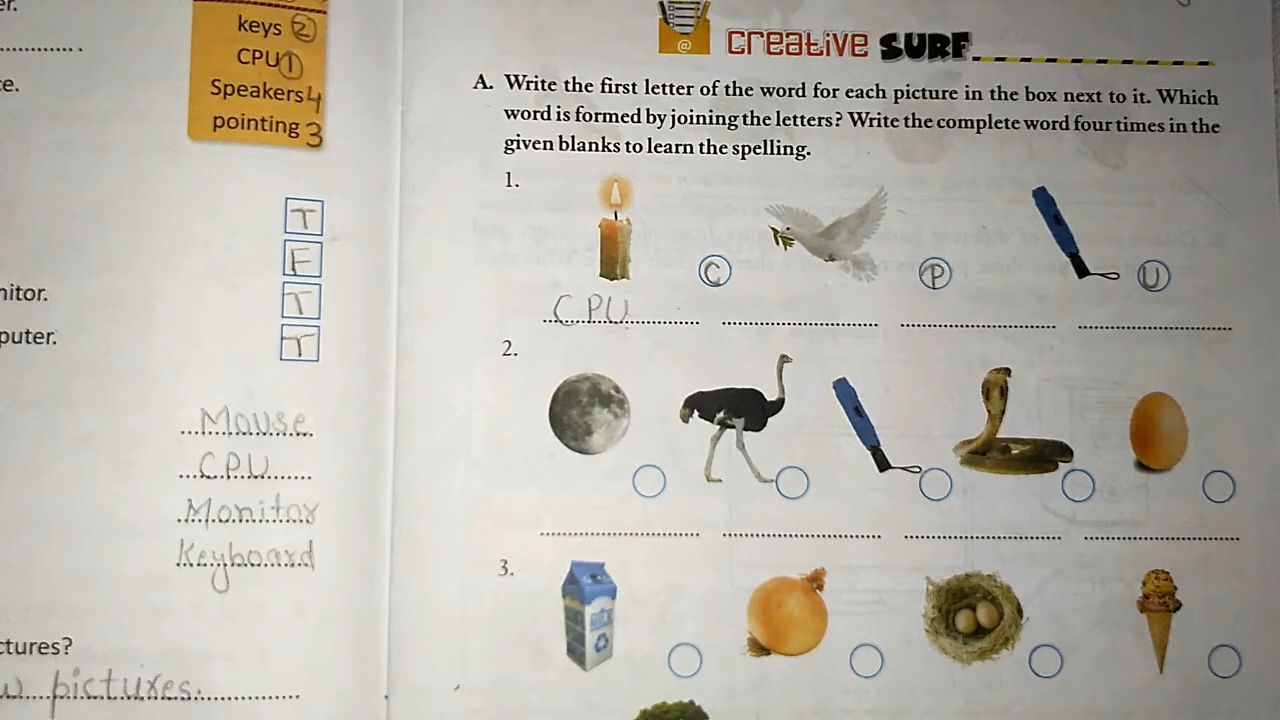 er.
keys 2
CPU 1
Speakers 4
pointing 3
ce.
T
F
nitor. T
puter. T
Mouse
C.P.U
Monitor
Keyboard
ctures?
w pictures.
@
creative SURF
A. Write the first letter of the word for each picture in the box next to it. Which
word is formed by joining the letters? Write the complete word four times in the
given blanks to learn the spelling.
1.
C P U
CPU
2.
3.
MILK